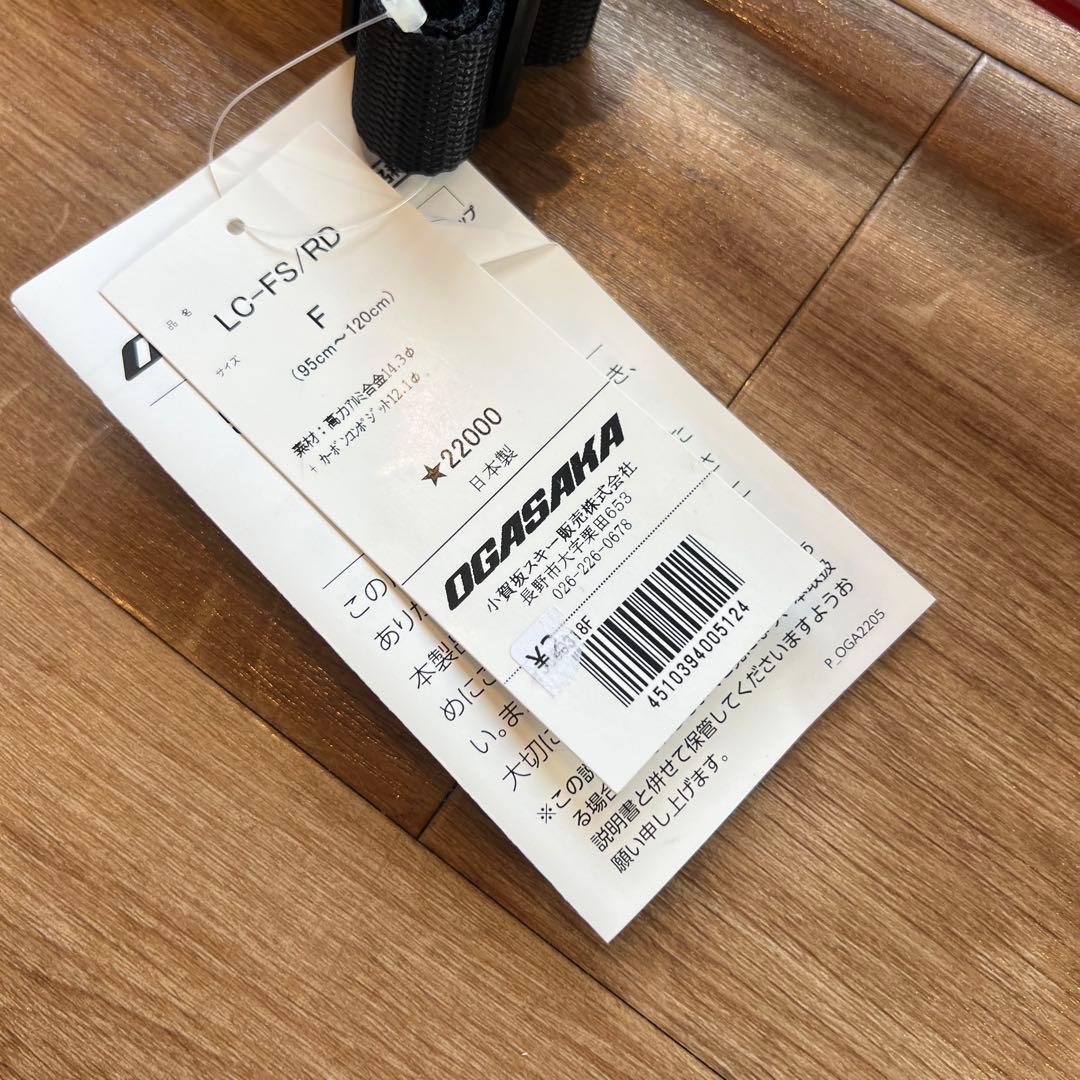 品名
LC-FS/RD
サイズ
F
(95cm～120cm)
素材：高力アルミ合金14.3φ
+ カーボンコンポジット12.1φ
★22000
日本製
OGASAKA
小賀坂スキー販売株式会社
長野市大字栗田653
026-226-0678
18F
4510394005124
ップ
き、
この
ありが
本製品
めにこ
い。ま
大切に
※この説
る場合
説明書と併せて保管してくださいますようお
願い申し上げます。
P_OGA2205